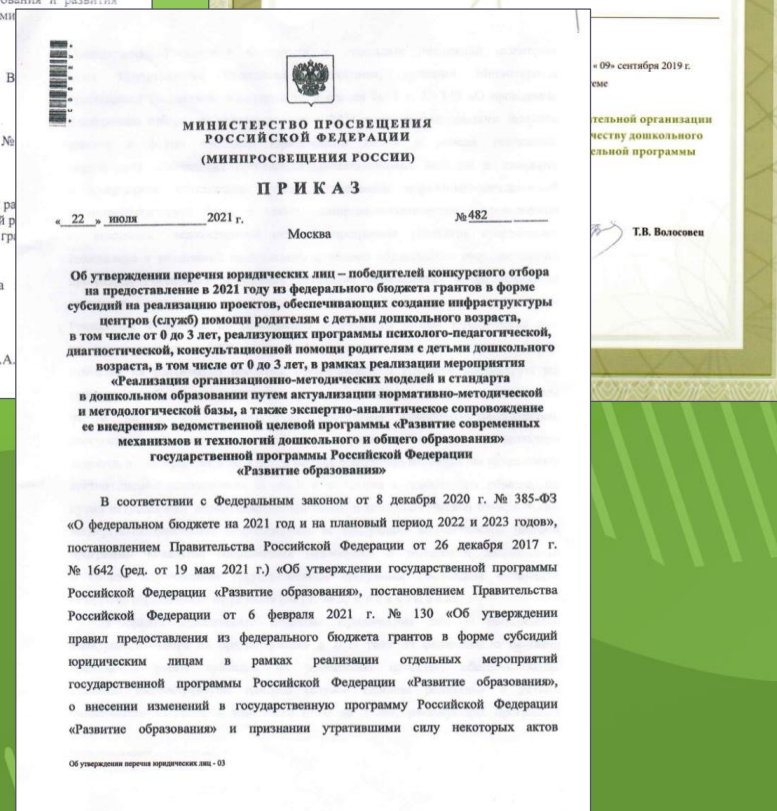 ования и развития
В
№
МИНИСТЕРСТВО ПРОСВЕЩЕНИЯ
РОССИЙСКОЙ ФЕДЕРАЦИИ
(МИНПРОСВЕЩЕНИЯ РОССИИ)
ПРИКАЗ
« 22 » июля 2021 г. № 482
Москва
Об утверждении перечня юридических лиц – победителей конкурсного отбора
на предоставление в 2021 году из федерального бюджета грантов в форме
субсидий на реализацию проектов, обеспечивающих создание инфраструктуры
центров (служб) помощи родителям с детьми дошкольного возраста,
в том числе от 0 до 3 лет, реализующих программы психолого-педагогической,
диагностической, консультационной помощи родителям с детьми дошкольного
возраста, в том числе от 0 до 3 лет, в рамках реализации мероприятия
«Реализация организационно-методических моделей и стандарта
в дошкольном образовании путем актуализации нормативно-методической
и методологической базы, а также экспертно-аналитическое сопровождение
ее внедрения» ведомственной целевой программы «Развитие современных
механизмов и технологий дошкольного и общего образования»
государственной программы Российской Федерации
«Развитие образования»
В соответствии с Федеральным законом от 8 декабря 2020 г. № 385-ФЗ
«О федеральном бюджете на 2021 год и на плановый период 2022 и 2023 годов»,
постановлением Правительства Российской Федерации от 26 декабря 2017 г.
№ 1642 (ред. от 19 мая 2021 г.) «Об утверждении государственной программы
Российской Федерации «Развитие образования», постановлением Правительства
Российской Федерации от 6 февраля 2021 г. № 130 «Об утверждении
правил предоставления из федерального бюджета грантов в форме субсидий
юридическим лицам в рамках реализации отдельных мероприятий
государственной программы Российской Федерации «Развитие образования»,
о внесении изменений в государственную программу Российской Федерации
«Развитие образования» и признании утратившими силу некоторых актов
Об утверждении перечня юридических лиц - 03
« 09» сентября 2019 г.
теме
тельной организации
честву дошкольного
ельной программы
Т.В. Волосовец